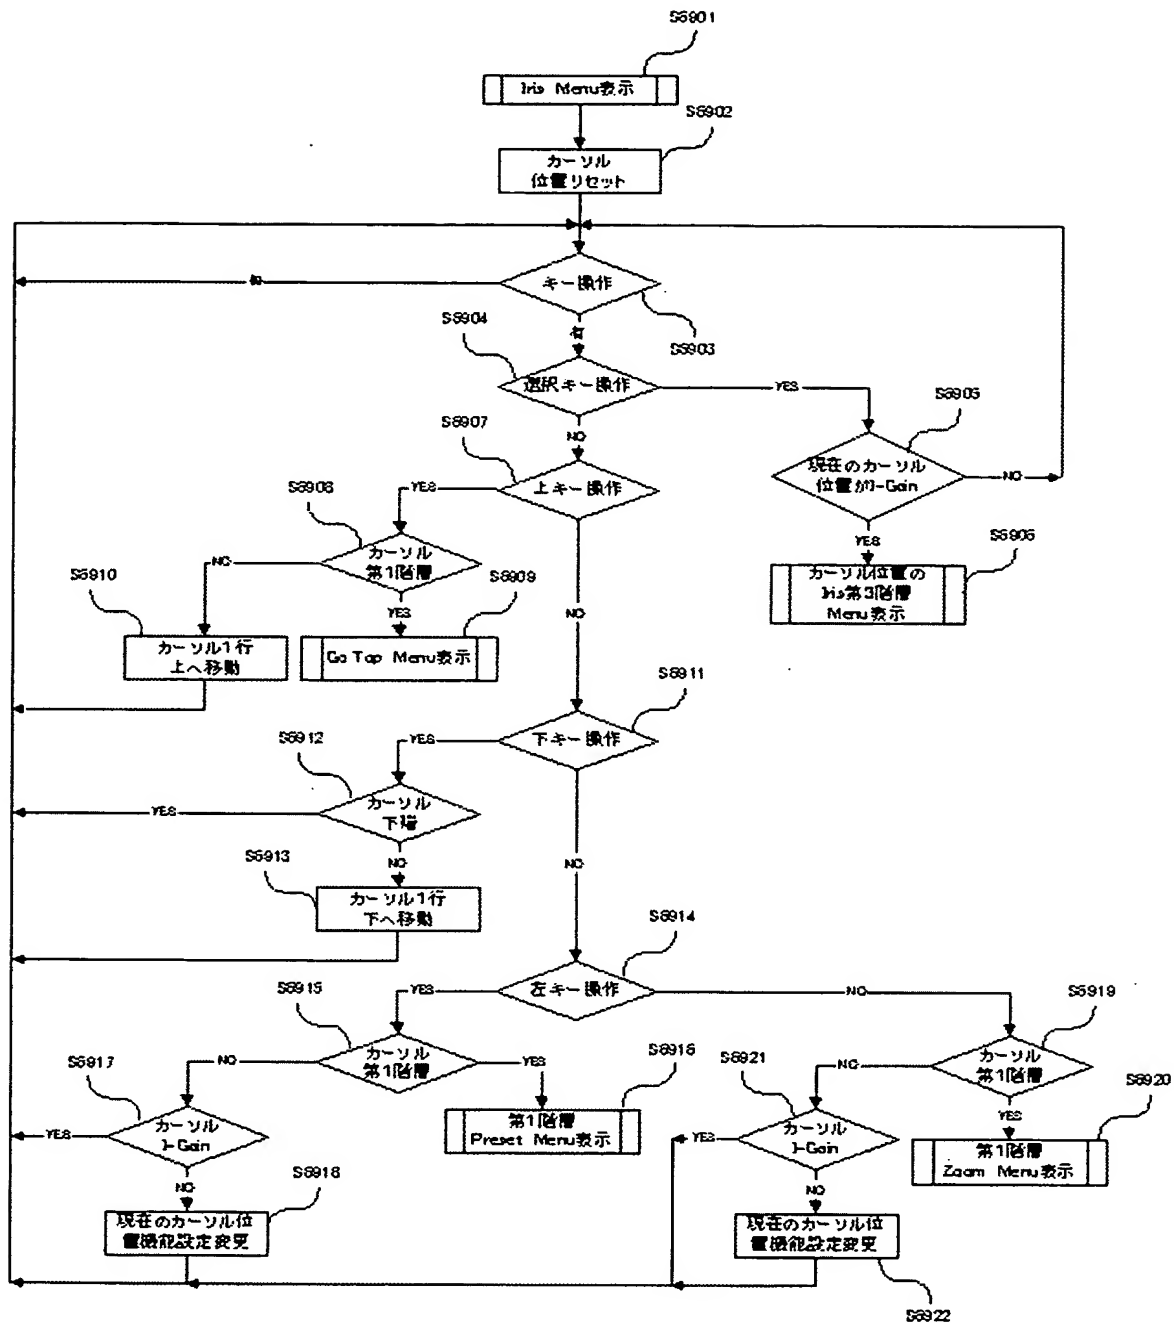 S6901
Iris Menu表示
S6902
カーソル
位置リセット
キー操作
S6903
有
S6904
選択キー操作
YES
S6905
NO
S6907
現在のカーソル
NO
上キー操作
YES
S6908
YES
S6906
カーソル
第1階層
NO
S6910
S6909
カーソル位置の
Iris第3階層
Menu表示
YES
NO
カーソル1行
上へ移動
Go Top Menu表示
S6911
下キー操作
YES
S6912
カーソル
下端
YES
NO
NO
S6913
カーソル1行
下へ移動
S6914
左キー操作
YES
NO
S6915
S6919
カーソル
第1階層
NO
YES
S6917
S6916
S6921
カーソル
第1階層
NO
S6920
YES
カーソル
I-Gain
YES
第1階層
Preset Menu表示
カーソル
I-Gain
YES
第1階層
Zoom Menu表示
NO
S6918
NO
現在のカーソル位
置機能設定変更
現在のカーソル位
置機能設定変更
S6922